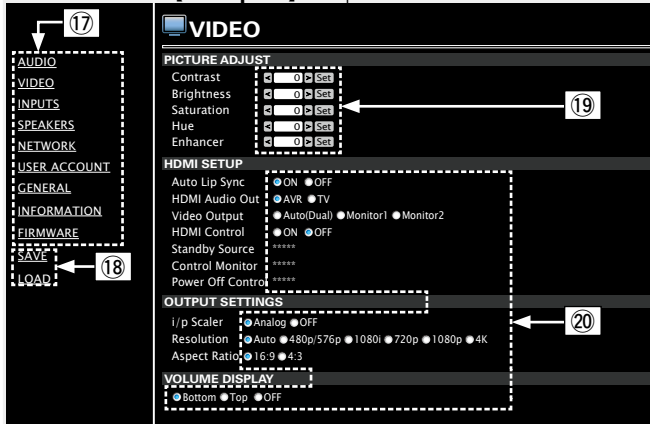 ⑰
AUDIO
VIDEO
INPUTS
SPEAKERS
NETWORK
USER ACCOUNT
GENERAL
INFORMATION
FIRMWARE
SAVE
LOAD
⑱
VIDEO
PICTURE ADJUST
Contrast < 0 > Set
Brightness < 0 > Set
Saturation < 0 > Set
Hue < 0 > Set
Enhancer < 0 > Set
⑲
HDMI SETUP
Auto Lip Sync ON OFF
HDMI Audio Out AVR TV
Video Output Auto(Dual) Monitor1 Monitor2
HDMI Control ON OFF
Standby Source *****
Control Monitor *****
Power Off Control *****
OUTPUT SETTINGS
i/p Scaler Analog OFF
Resolution Auto 480p/576p 1080i 720p 1080p 4K
Aspect Ratio 16:9 4:3
⑳
VOLUME DISPLAY
Bottom Top OFF